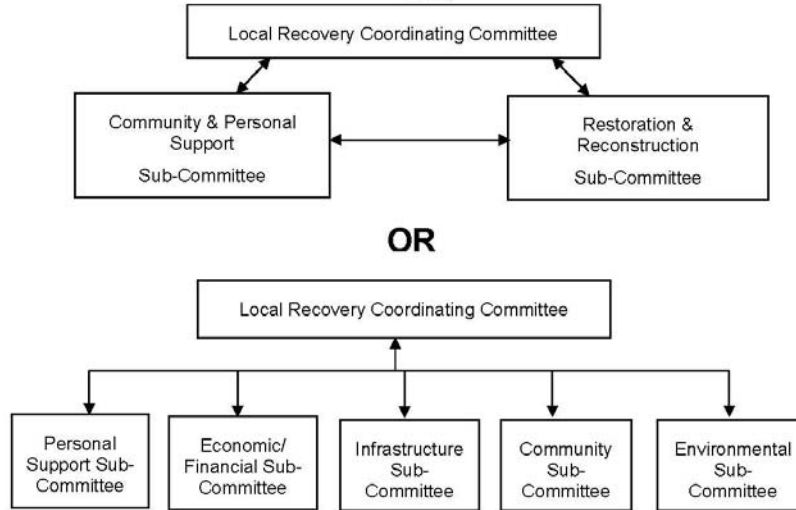 Local Recovery Coordinating Committee
Community & Personal
Support
Sub-Committee
Restoration &
Reconstruction
Sub-Committee
OR
Local Recovery Coordinating Committee
Personal
Support Sub-
Committee
Economic/
Financial Sub-
Committee
Infrastructure
Sub-
Committee
Community
Sub-
Committee
Environmental
Sub-
Committee